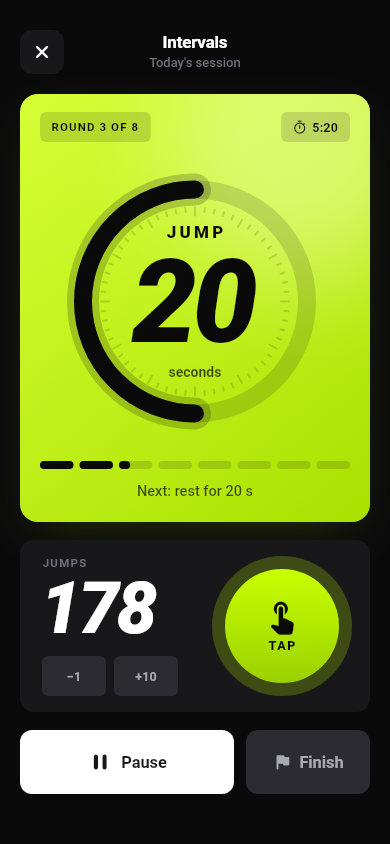 Intervals
Today's session
ROUND 3 OF 8
5:20
JUMP
20
seconds
Next: rest for 20 s
JUMPS
178
−1
+10
TAP
Pause
Finish